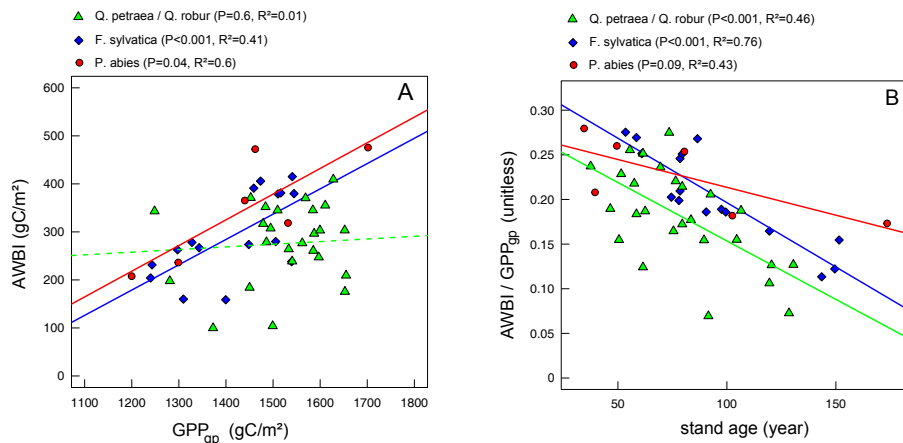 Q. petraea / Q. robur (P=0.6, R²=0.01)
F. sylvatica (P<0.001, R²=0.41)
P. abies (P=0.04, R²=0.6)
A
600
500
400
300
200
100
0
AWBI (gC/m²)
1100 1200 1300 1400 1500 1600 1700 1800
GPPgp (gC/m²)
Q. petraea / Q. robur (P<0.001, R²=0.46)
F. sylvatica (P<0.001, R²=0.76)
P. abies (P=0.09, R²=0.43)
B
0.30
0.25
0.20
0.15
0.10
0.05
0.00
AWBI / GPPgp (unitless)
50 100 150
stand age (year)